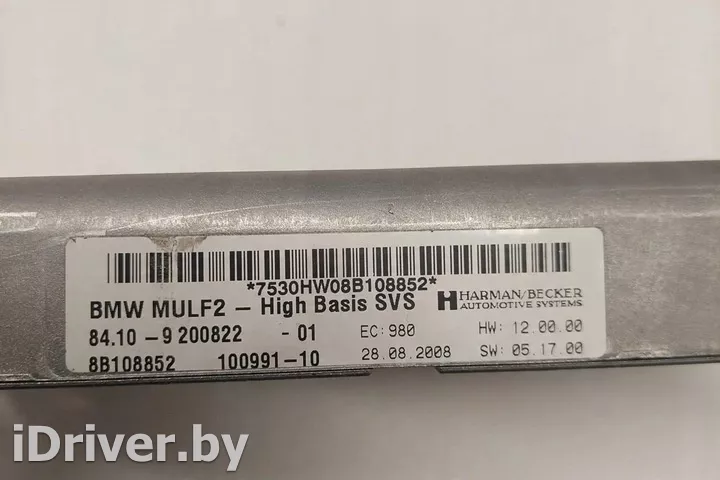 *7530HW08B108852*
BMW MULF2 – High Basis SVS
HARMAN/BECKER
AUTOMOTIVE SYSTEMS
84.10 –9 200822 -01 EC:980 HW: 12.00.00
8B108852 100991-10 28.08.2008 SW: 05.17.00
iDriver.by